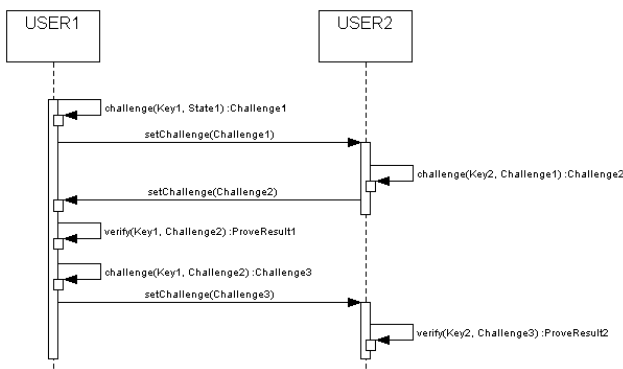 USER1
USER2
challenge(Key1, State1) :Challenge1
setChallenge(Challenge1)
challenge(Key2, Challenge1) :Challenge2
setChallenge(Challenge2)
verify(Key1, Challenge2) :ProveResult1
challenge(Key1, Challenge2) :Challenge3
setChallenge(Challenge3)
verify(Key2, Challenge3) :ProveResult2